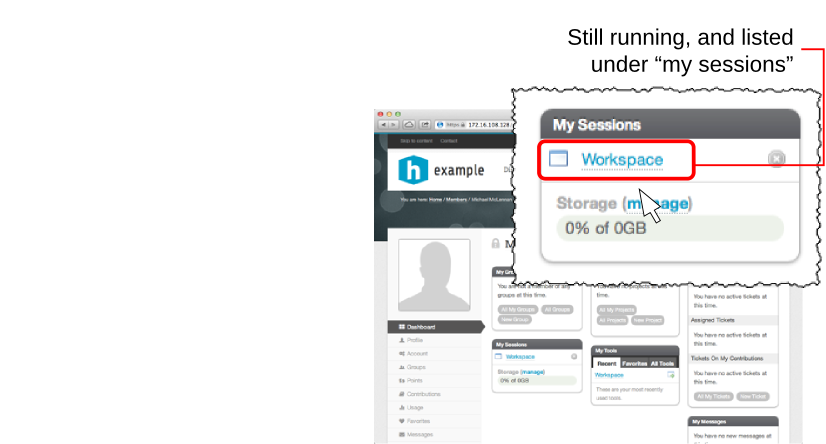 Still running, and listed
under “my sessions”
My Sessions
Workspace
Storage (manage)
0% of 0GB
https 172.16.108.128
Skip to content Contact
h example
You are here: Home / Members / Michael McLennan
Dashboard
Profile
Account
Groups
Points
Contributions
Usage
Favorites
Messages
You are not a member of any
groups at this time.
All My Groups All Groups
New Group
My Sessions
Workspace
Storage (manage)
0% of 0GB
time.
All My Projects
All Projects New Project
My Tools
Recent Favorites All Tools
Workspace
These are your most recently
used tools.
You have no active tickets at
this time.
Assigned Tickets
You have no active tickets at
this time.
Tickets On My Contributions
You have no active tickets at
this time.
All My Tickets New Ticket
My Messages
You have no new messages at